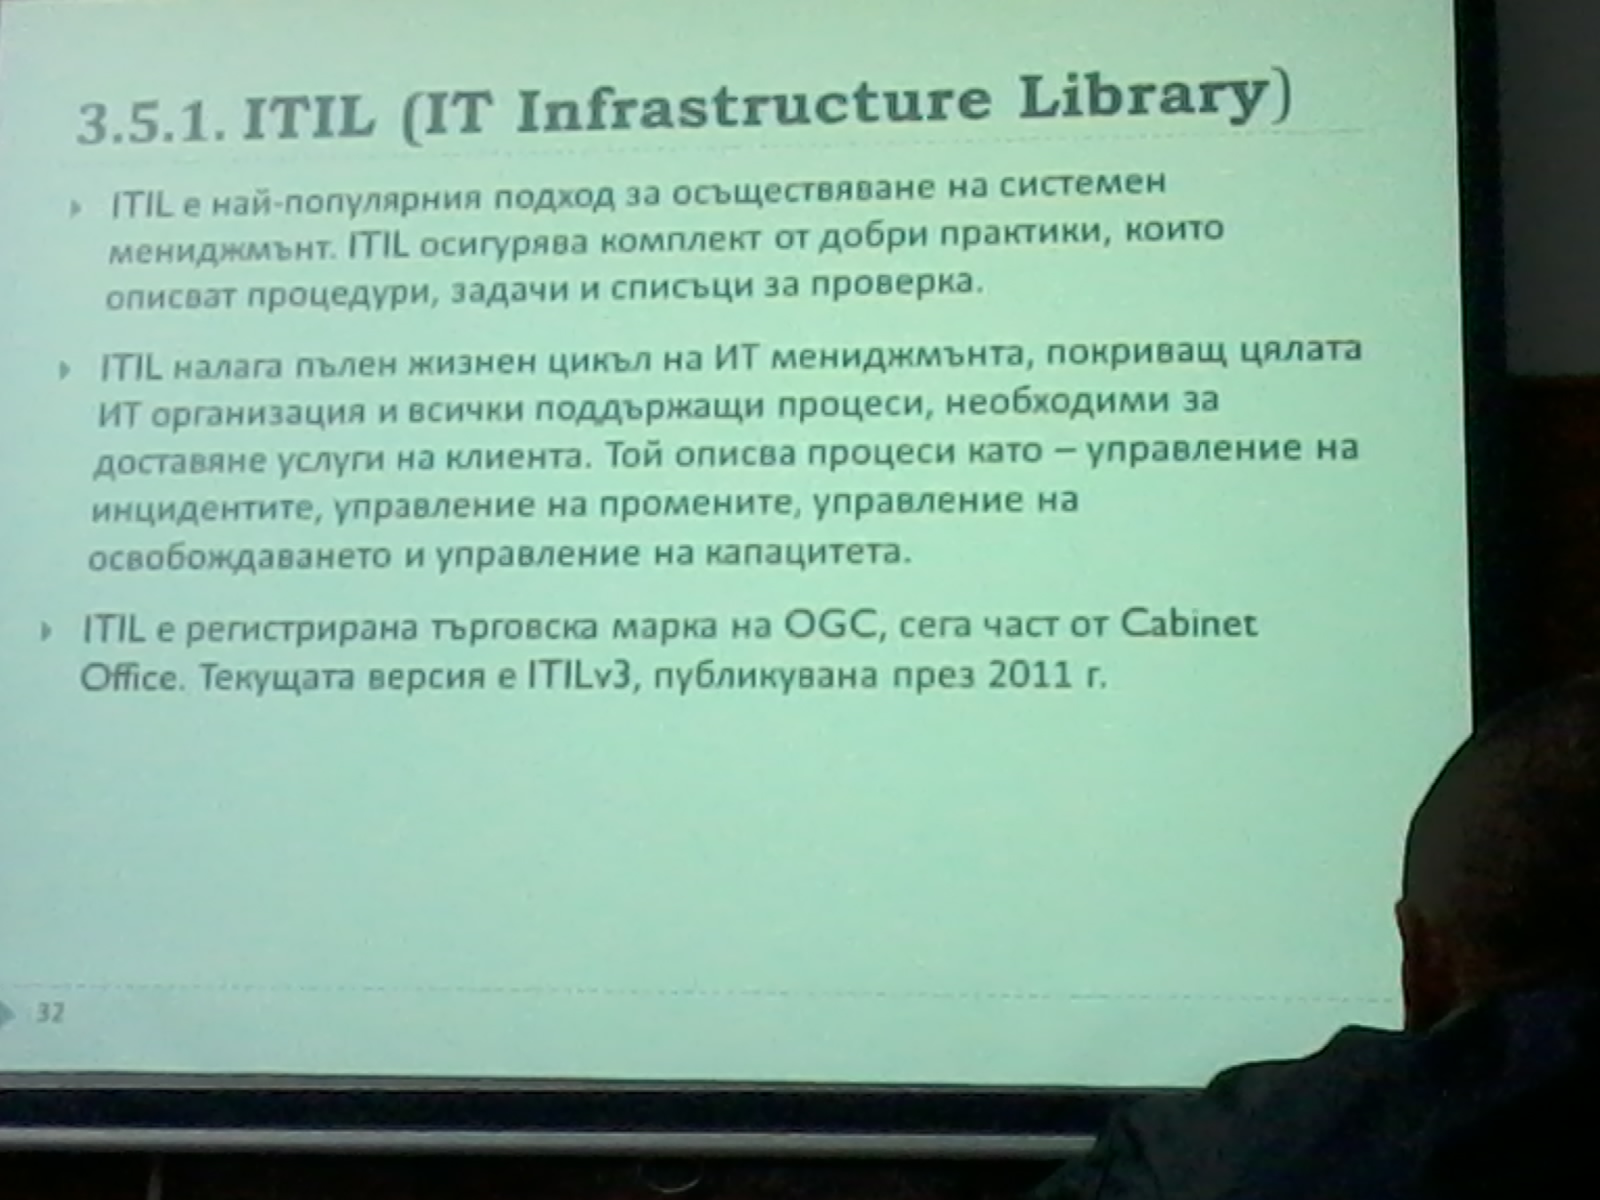 3.5.1. ITIL (IT Infrastructure Library)
ITIL е най-популярния подход за осъществяване на системен
мениджмънт. ITIL осигурява комплект от добри практики, които
описват процедури, задачи и списъци за проверка.
ITIL налага пълен жизнен цикъл на ИТ мениджмънта, покриващ цялата
ИТ организация и всички поддържащи процеси, необходими за
доставяне услуги на клиента. Той описва процеси като – управление на
инцидентите, управление на промените, управление на
освобождаването и управление на капацитета.
ITIL е регистрирана търговска марка на OGC, сега част от Cabinet
Office. Текущата версия е ITILv3, публикувана през 2011 г.
32